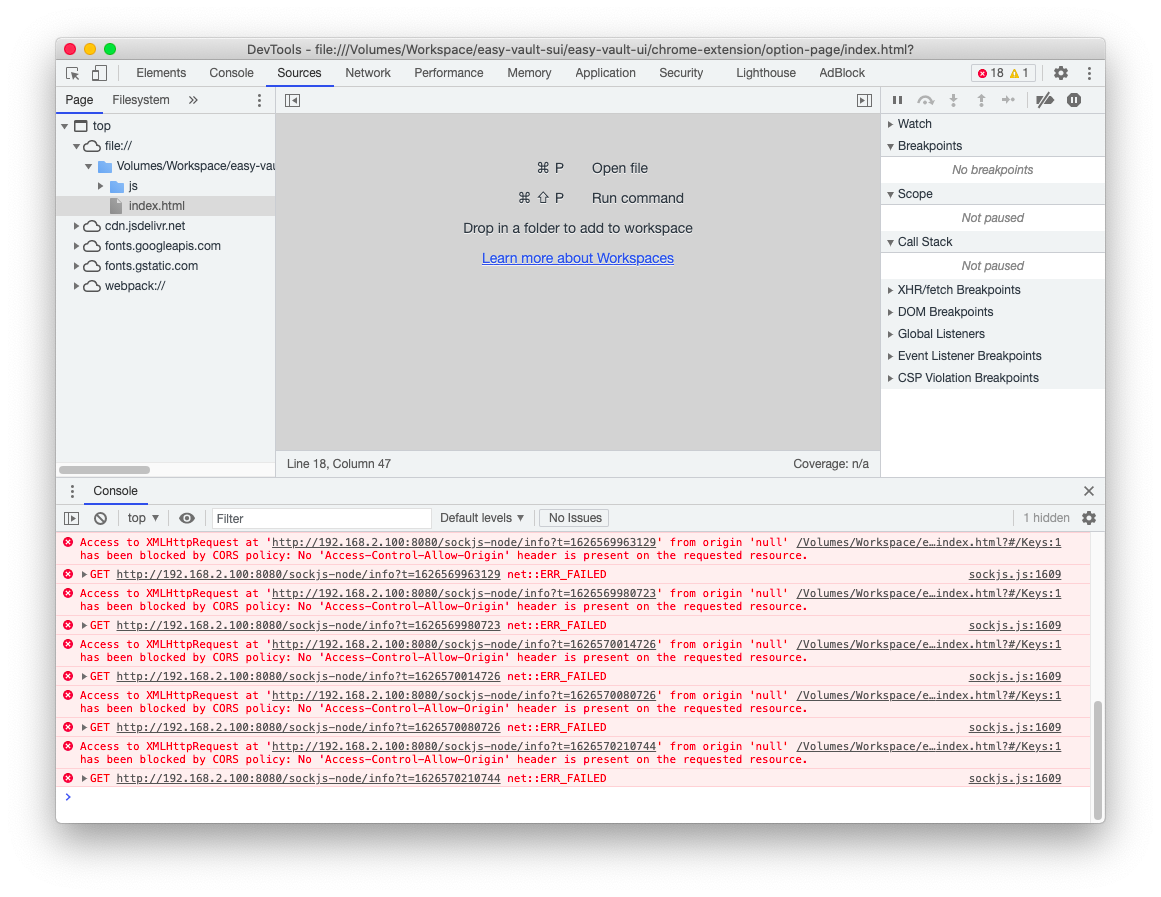 DevTools - file:///Volumes/Workspace/easy-vault-sui/easy-vault-ui/chrome-extension/option-page/index.html?
Elements Console Sources Network Performance Memory Application Security Lighthouse AdBlock 18 1
Page Filesystem »
top
file://
Volumes/Workspace/easy-vau
js
index.html
cdn.jsdelivr.net
fonts.googleapis.com
fonts.gstatic.com
webpack://
⌘ P Open file
⌘ ⇧ P Run command
Drop in a folder to add to workspace
Learn more about Workspaces
Line 18, Column 47 Coverage: n/a
Watch
Breakpoints
No breakpoints
Scope
Not paused
Call Stack
Not paused
XHR/fetch Breakpoints
DOM Breakpoints
Global Listeners
Event Listener Breakpoints
CSP Violation Breakpoints
Console
top Filter Default levels No Issues 1 hidden
Access to XMLHttpRequest at 'http://192.168.2.100:8080/sockjs-node/info?t=1626569963129' from origin 'null' /Volumes/Workspace/e…index.html?#/Keys:1
has been blocked by CORS policy: No 'Access-Control-Allow-Origin' header is present on the requested resource.
GET http://192.168.2.100:8080/sockjs-node/info?t=1626569963129 net::ERR_FAILED sockjs.js:1609
Access to XMLHttpRequest at 'http://192.168.2.100:8080/sockjs-node/info?t=1626569980723' from origin 'null' /Volumes/Workspace/e…index.html?#/Keys:1
has been blocked by CORS policy: No 'Access-Control-Allow-Origin' header is present on the requested resource.
GET http://192.168.2.100:8080/sockjs-node/info?t=1626569980723 net::ERR_FAILED sockjs.js:1609
Access to XMLHttpRequest at 'http://192.168.2.100:8080/sockjs-node/info?t=1626570014726' from origin 'null' /Volumes/Workspace/e…index.html?#/Keys:1
has been blocked by CORS policy: No 'Access-Control-Allow-Origin' header is present on the requested resource.
GET http://192.168.2.100:8080/sockjs-node/info?t=1626570014726 net::ERR_FAILED sockjs.js:1609
Access to XMLHttpRequest at 'http://192.168.2.100:8080/sockjs-node/info?t=1626570080726' from origin 'null' /Volumes/Workspace/e…index.html?#/Keys:1
has been blocked by CORS policy: No 'Access-Control-Allow-Origin' header is present on the requested resource.
GET http://192.168.2.100:8080/sockjs-node/info?t=1626570080726 net::ERR_FAILED sockjs.js:1609
Access to XMLHttpRequest at 'http://192.168.2.100:8080/sockjs-node/info?t=1626570210744' from origin 'null' /Volumes/Workspace/e…index.html?#/Keys:1
has been blocked by CORS policy: No 'Access-Control-Allow-Origin' header is present on the requested resource.
GET http://192.168.2.100:8080/sockjs-node/info?t=1626570210744 net::ERR_FAILED sockjs.js:1609